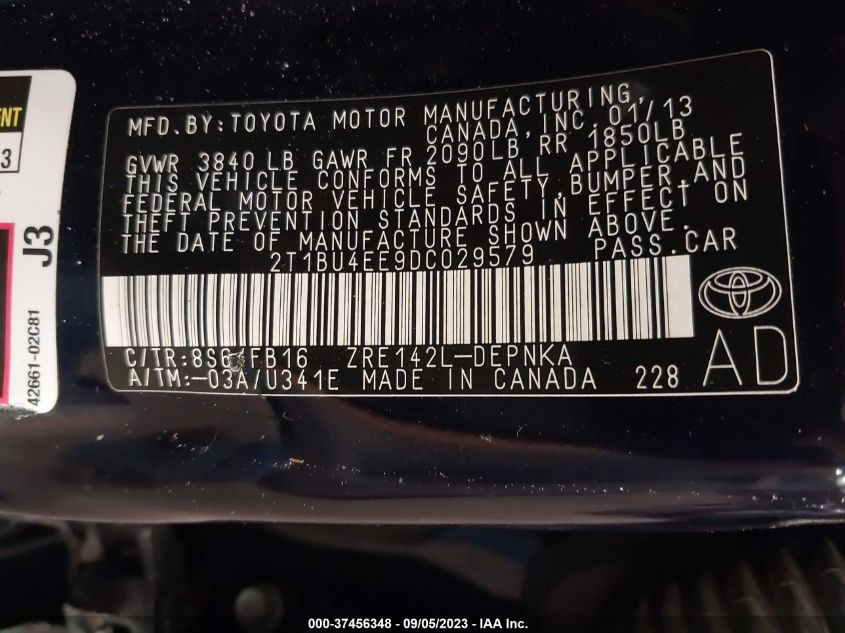 MFD.BY:TOYOTA MOTOR MANUFACTURING,
CANADA, INC. 01/13
GVWR 3840 LB GAWR FR 2090LB RR 1850LB
THIS VEHICLE CONFORMS TO ALL APPLICABLE
FEDERAL MOTOR VEHICLE SAFETY,BUMPER,AND
THEFT PREVENTION STANDARDS IN EFFECT ON
THE DATE OF MANUFACTURE SHOWN ABOVE.
2T1BU4EE9DC029579 PASS.CAR
C/TR: FB16 ZRE142L-DEPNKA
A/TM:-03A/U341E MADE IN CANADA 228
AD
J3
42661-02C81
3
000-37456348 - 09/05/2023 - IAA Inc.